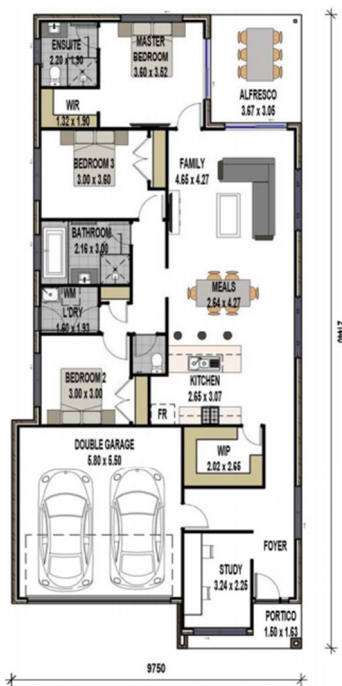 ENSUITE
2.20 x 1.90
MASTER
BEDROOM
3.60 x 3.52
ALFRESCO
3.67 x 3.05
WIR
1.32 x 1.90
BEDROOM 3
3.00 x 3.60
FAMILY
4.65 x 4.27
BATHROOM
2.16 x 3.00
WM
L'DRY
1.60 x 1.93
MEALS
2.64 x 4.27
BEDROOM 2
3.00 x 3.00
KITCHEN
2.65 x 3.07
FR
DOUBLE GARAGE
5.80 x 5.50
WIP
2.02 x 2.65
FOYER
STUDY
3.24 x 2.25
PORTICO
1.50 x 1.63
9750